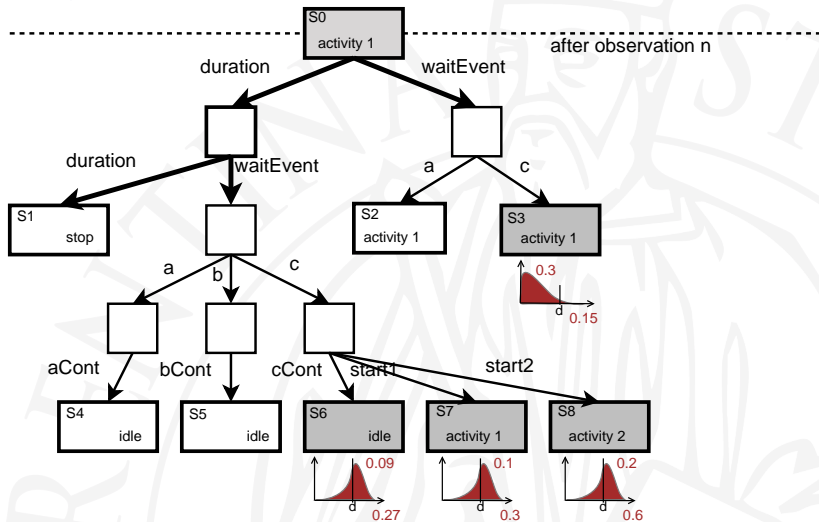 S0
activity 1
after observation n
duration
waitEvent
duration
waitEvent
a
c
S1
stop
S2
activity 1
S3
activity 1
0.3
d
0.15
a
b
c
aCont
bCont
cCont
start1
start2
S4
idle
S5
idle
S6
idle
S7
activity 1
S8
activity 2
0.09
d
0.27
0.1
d
0.3
0.2
d
0.6